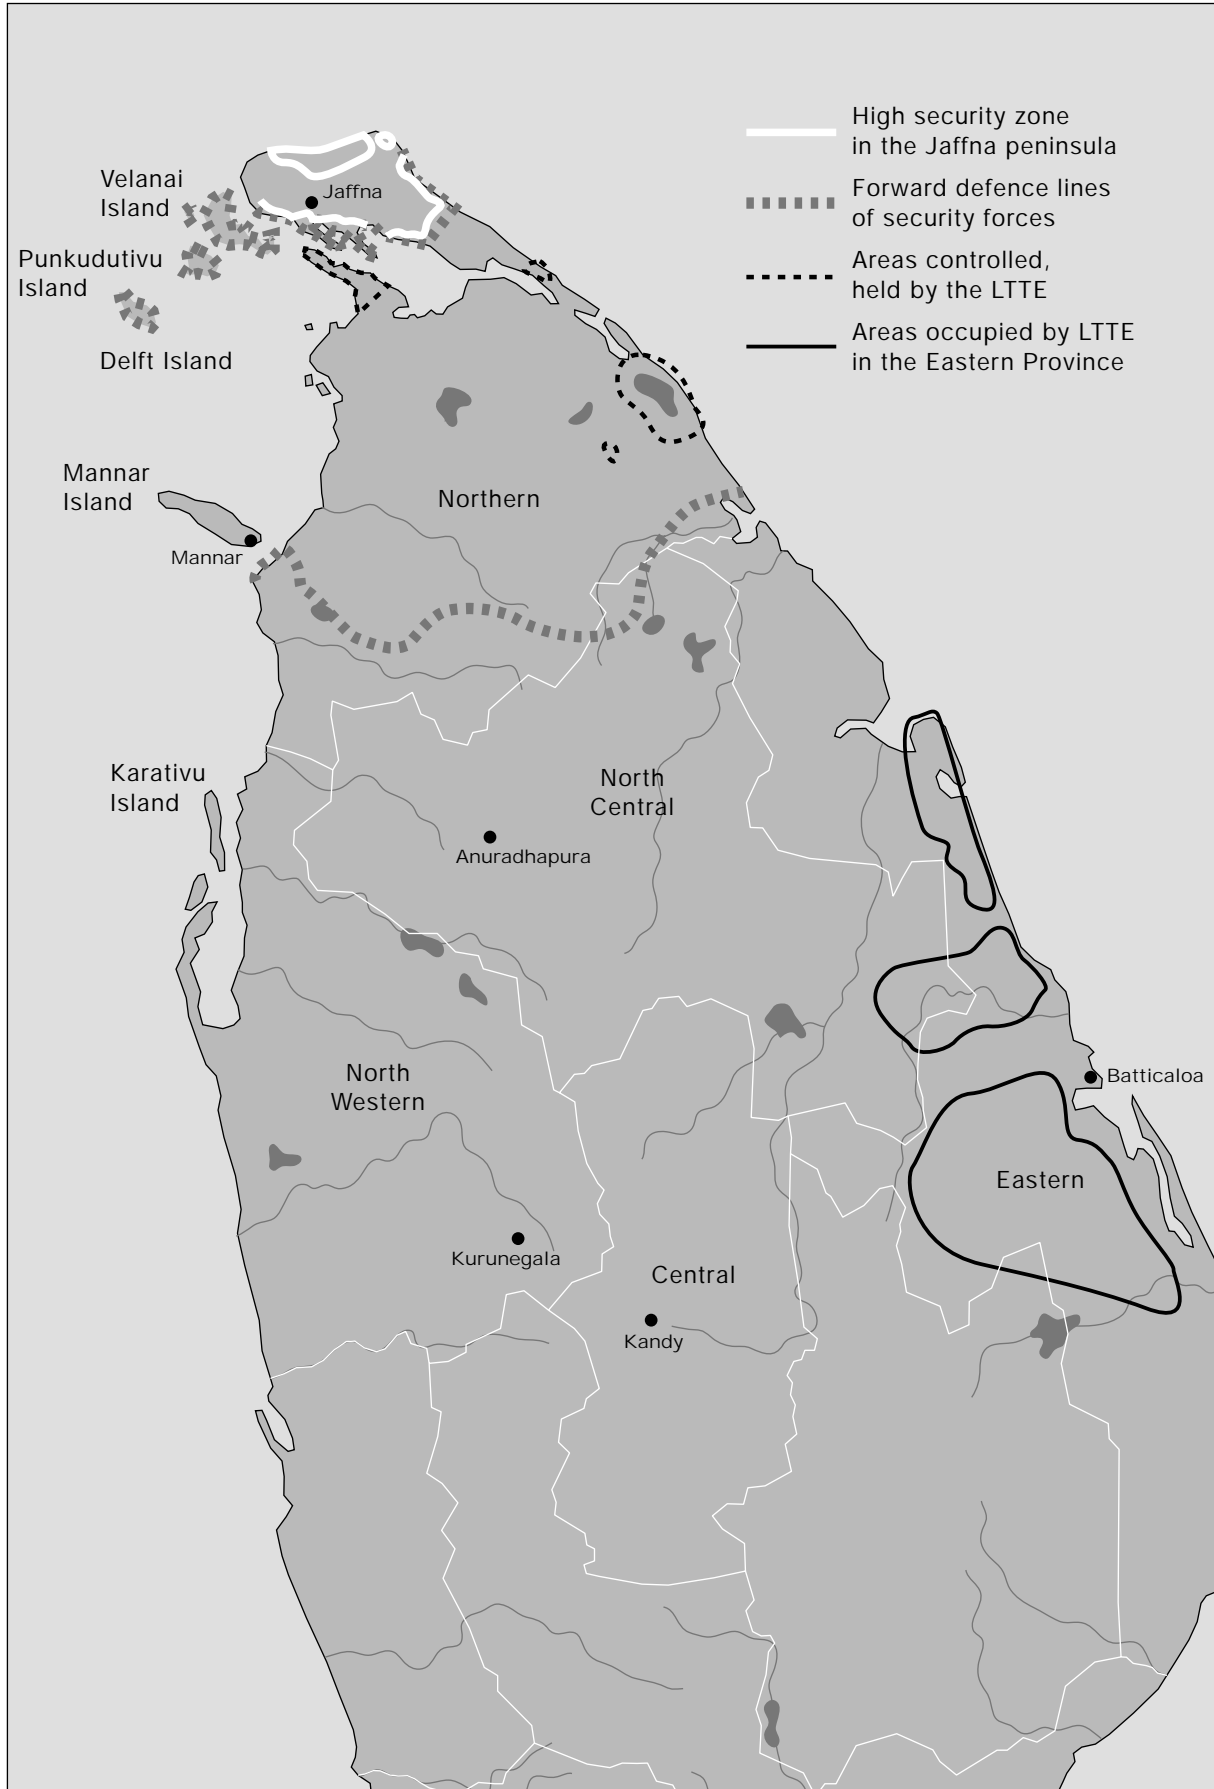 High security zone
in the Jaffna peninsula
Forward defence lines
of security forces
Areas controlled,
held by the LTTE
Areas occupied by LTTE
in the Eastern Province
Velanai
Island
Jaffna
Punkudutivu
Island
Delft Island
Mannar
Island
Northern
Mannar
Karativu
Island
North
Central
Anuradhapura
North
Western
Batticaloa
Eastern
Kurunegala
Central
Kandy